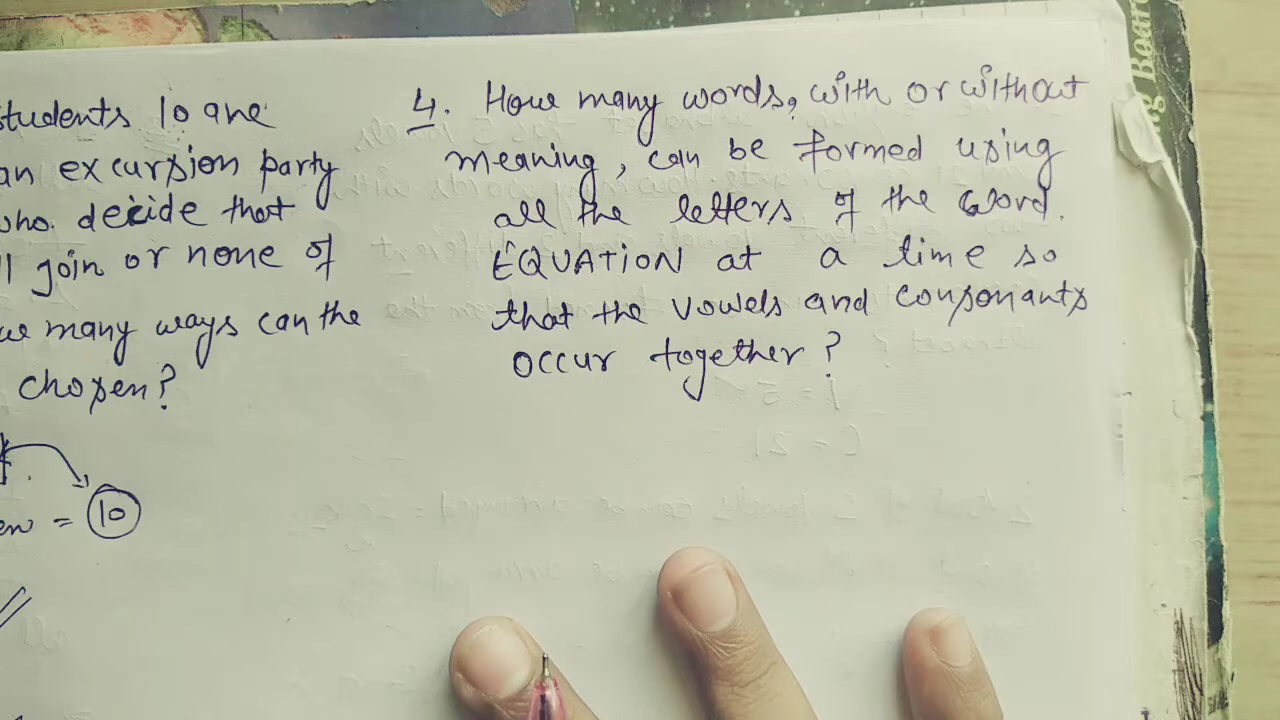 students 10 are
an excursion party
who decide that
ll join or none of
many ways can the
chosen?
= 10
4. How many words, with or without
meaning, can be formed using
all the letters of the word.
EQUATION at a time so
that the vowels and consonants
occur together?